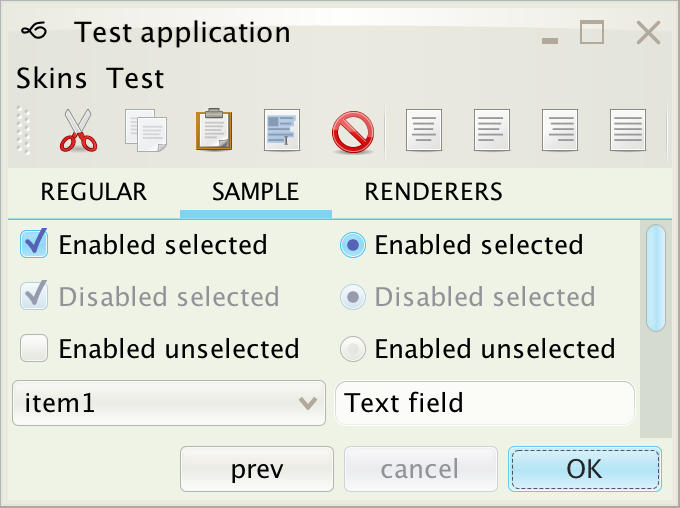 Test application
Skins Test
REGULAR SAMPLE RENDERERS
Enabled selected Enabled selected
Disabled selected Disabled selected
Enabled unselected Enabled unselected
item1 Text field
prev cancel OK